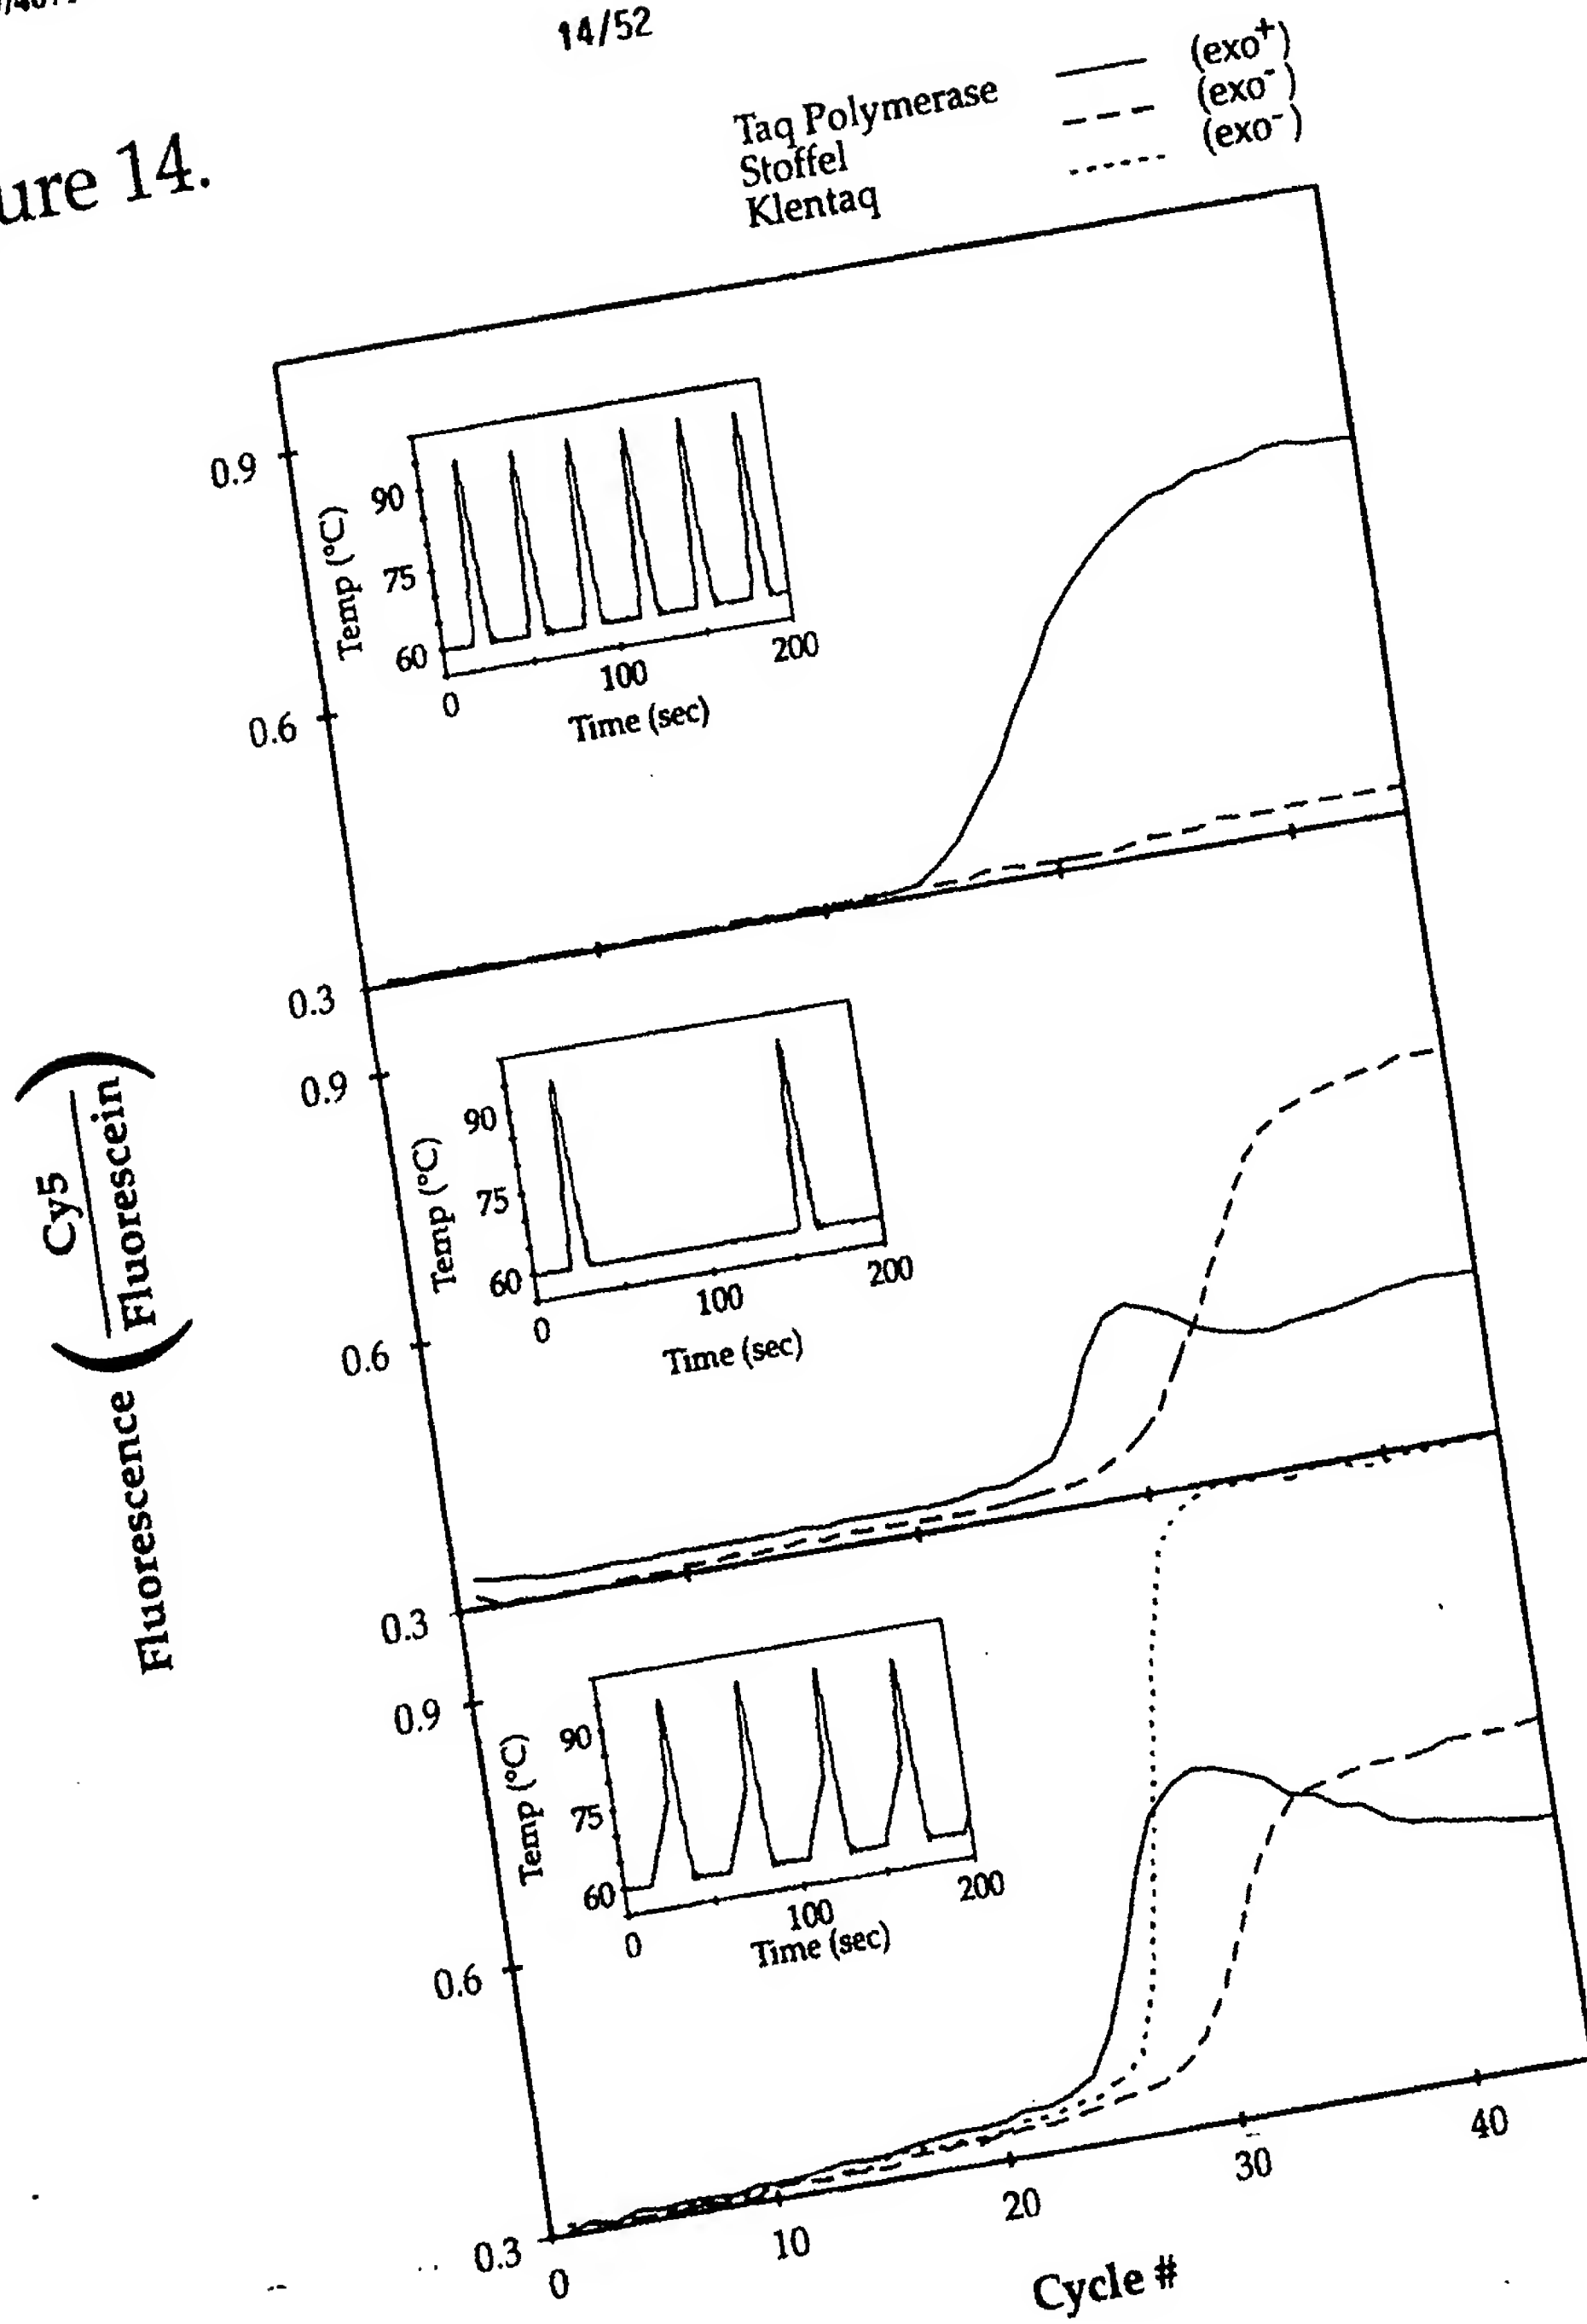 14/52
ure 14.
Taq Polymerase (exo⁺)
Stoffel (exo⁻)
Klentaq (exo⁻)
0.9
0.6
0.3
Temp (°C)
90
75
60
0 100 200
Time (sec)
0.9
0.6
0.3
Temp (°C)
90
75
60
0 100 200
Time (sec)
0.9
0.6
0.3
Temp (°C)
90
75
60
0 100 200
Time (sec)
Fluorescence (Cy5
Fluorescein)
0 10 20 30 40
Cycle #